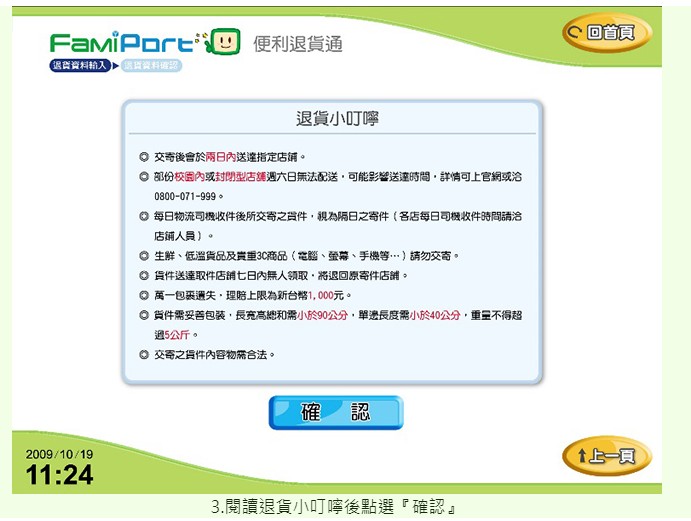 FamiPort 便利退貨通
回首頁
退貨資料輸入 退貨資料確認
退貨小叮嚀
◎ 交寄後會於兩日內送達指定店舖。
◎ 部份校園內或封閉型店舖週六日無法配送，可能影響送達時間，詳情可上官網或洽
0800-071-999。
◎ 每日物流司機收件後所交寄之貨件，視為隔日之寄件（各店每日司機收件時間請洽
店舖人員）。
◎ 生鮮、低溫貨品及貴重3C商品（電腦、螢幕、手機等…）請勿交寄。
◎ 貨件送達取件店舖七日內無人領取，將退回原寄件店舖。
◎ 萬一包裹遺失，理賠上限為新台幣1,000元。
◎ 貨件需妥善包裝，長寬高總和需小於90公分，單邊長度需小於40公分，重量不得超
過5公斤。
◎ 交寄之貨件內容物需合法。
確 認
2009/10/19
11:24
上一頁
3.閱讀退貨小叮嚀後點選『確認』